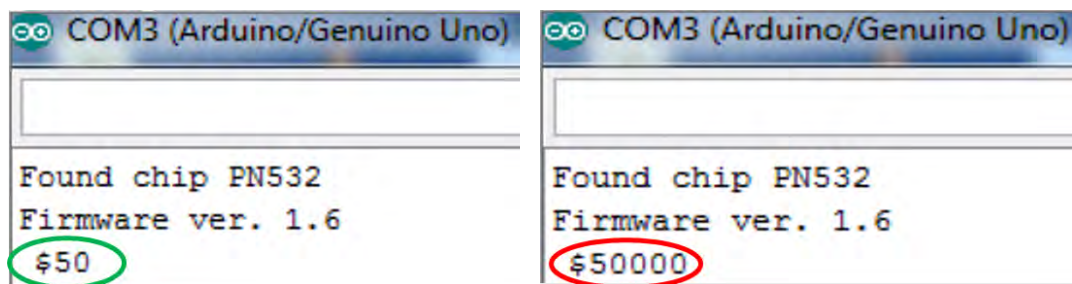 COM3 (Arduino/Genuino Uno)
Found chip PN532
Firmware ver. 1.6
$50
COM3 (Arduino/Genuino Uno)
Found chip PN532
Firmware ver. 1.6
$50000